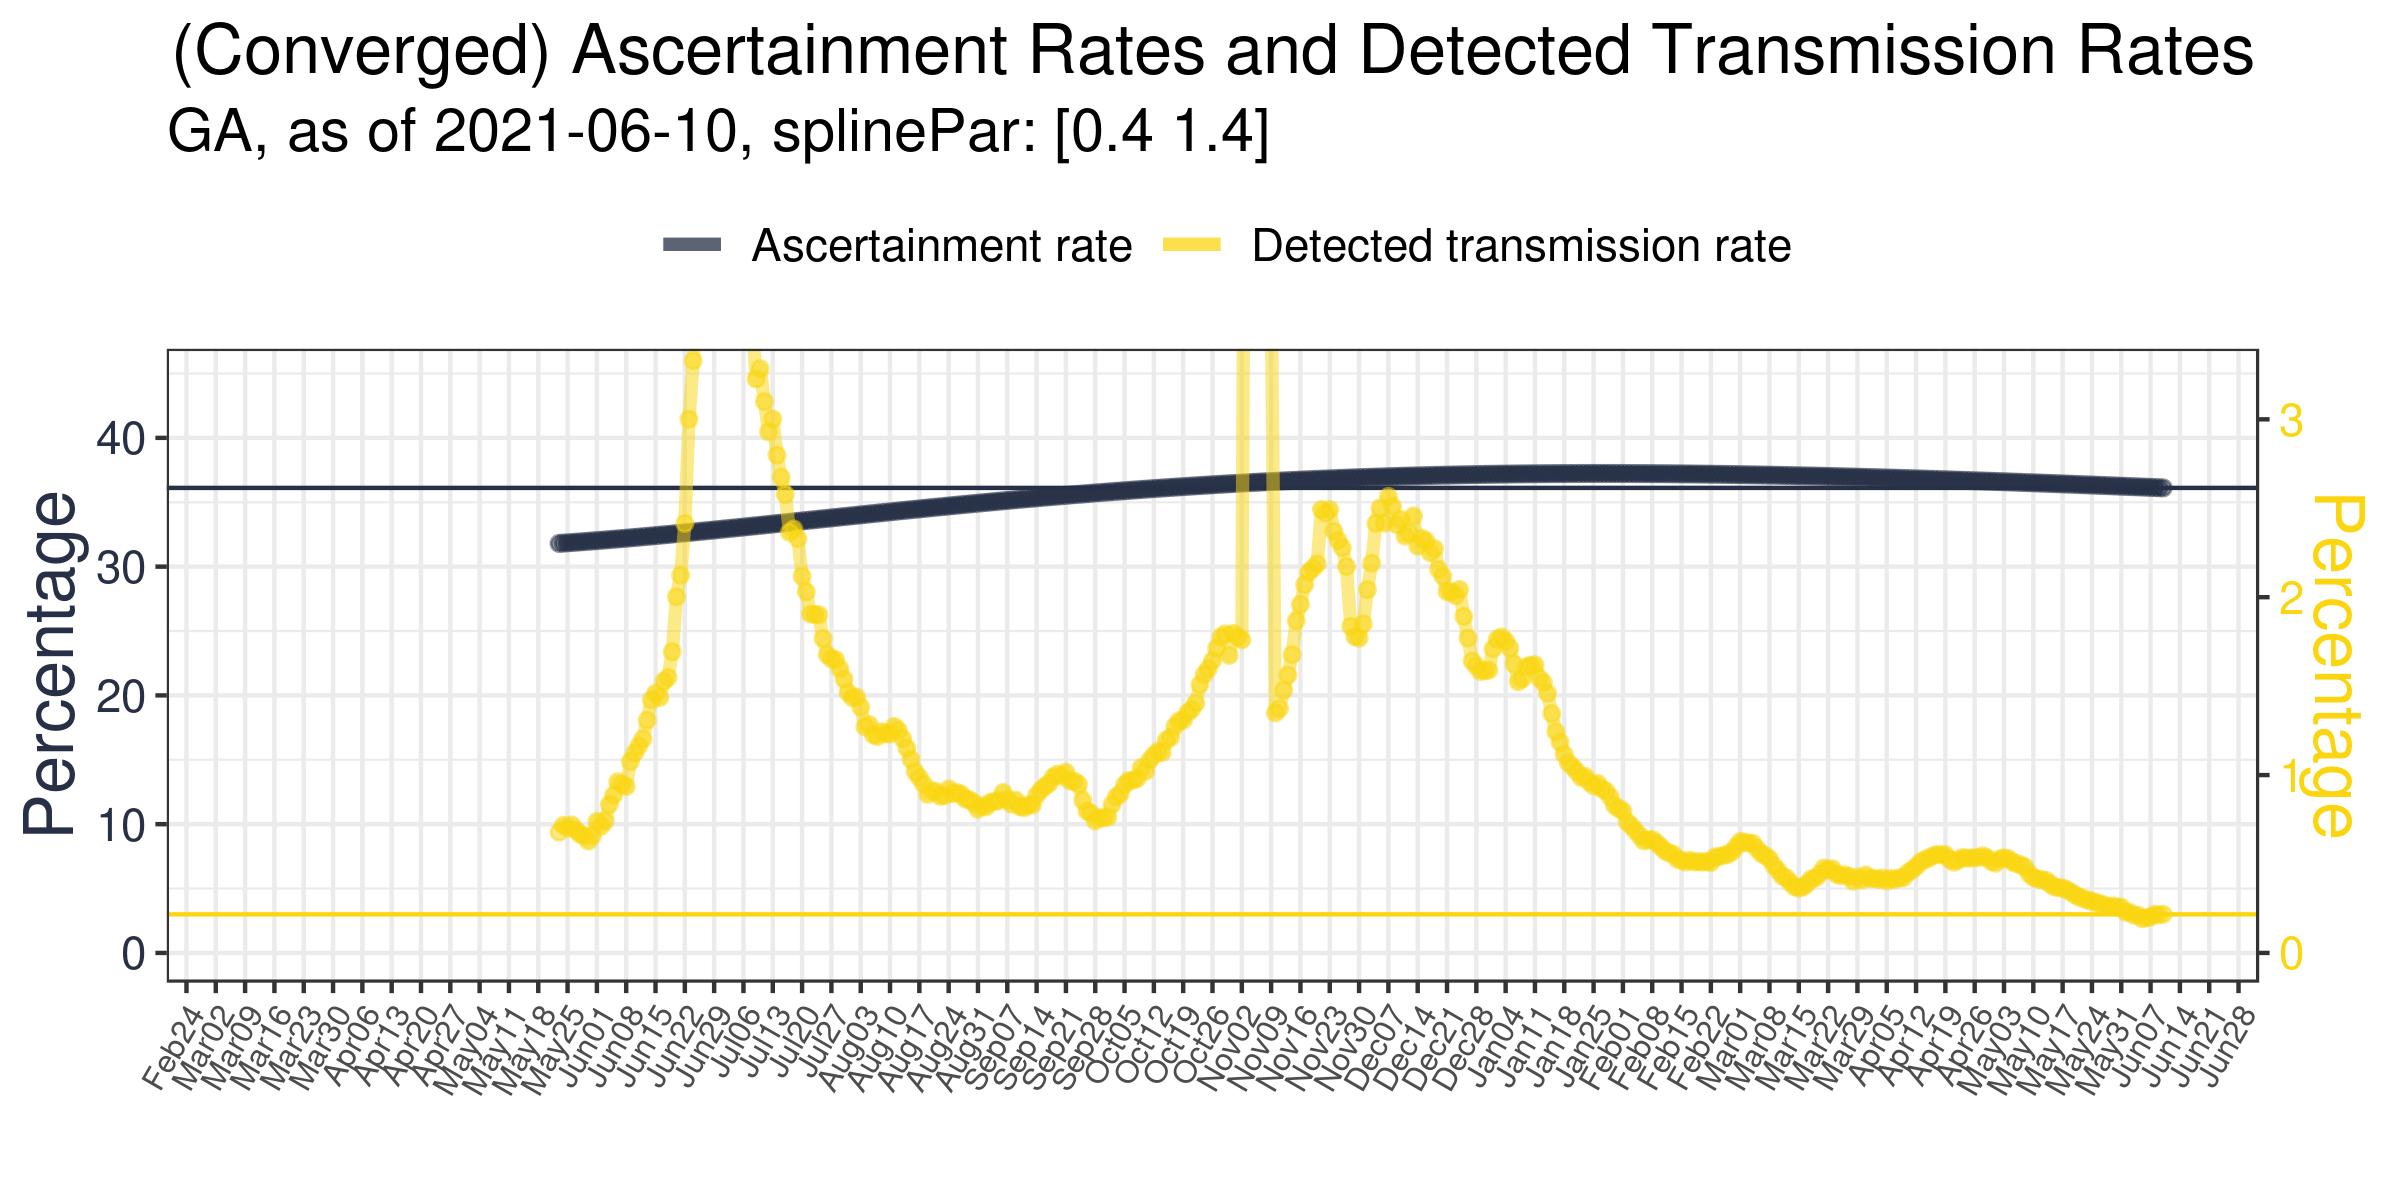 (Converged) Ascertainment Rates and Detected Transmission Rates
GA, as of 2021-06-10, splinePar: [0.4 1.4]
Ascertainment rate Detected transmission rate
Percentage
40
30
20
10
0
3
2
1
0
Percentage
Feb24 Mar02 Mar09 Mar16 Mar23 Mar30 Apr06 Apr13 Apr20 Apr27 May04 May11 May18 May25 Jun01 Jun08 Jun15 Jun22 Jun29 Jul06 Jul13 Jul20 Jul27 Aug03 Aug10 Aug17 Aug24 Aug31 Sep07 Sep14 Sep21 Sep28 Oct05 Oct12 Oct19 Oct26 Nov02 Nov09 Nov16 Nov23 Nov30 Dec07 Dec14 Dec21 Dec28 Jan04 Jan11 Jan18 Jan25 Feb01 Feb08 Feb15 Feb22 Mar01 Mar08 Mar15 Mar22 Mar29 Apr05 Apr12 Apr19 Apr26 May03 May10 May17 May24 May31 Jun07 Jun14 Jun21 Jun28